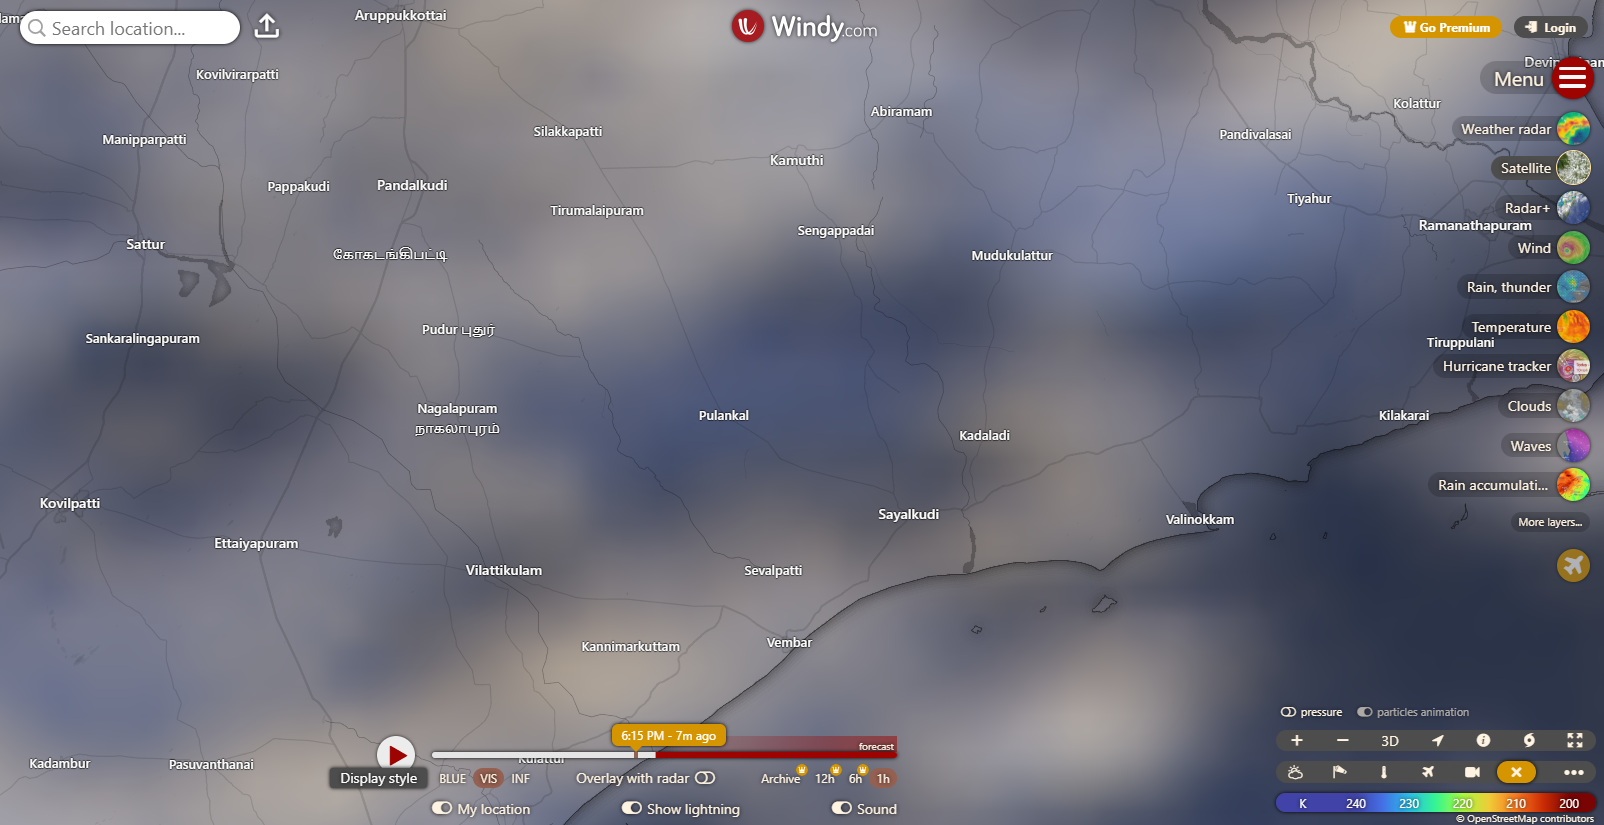 Aruppukkottai
Search location...
Windy.com
Go Premium
Login
Kovilvirarpatti
Menu
Kolattur
Abiramam
Manipparpatti
Silakkapatti
Pandivalasai
Weather radar
Kamuthi
Satellite
Pappakudi
Pandalkudi
Tirumalaipuram
Tiyahur
Radar+
Sengappadai
Ramanathapuram
Sattur
கோகடங்கிபட்டி
Mudukulattur
Wind
Rain, thunder
Sankaralingapuram
Pudur புதுர்
Temperature
Tiruppulani
Hurricane tracker
Nagalapuram
நாகலாபுரம்
Pulankal
Kadaladi
Kilakarai
Clouds
Waves
Rain accumulati...
Kovilpatti
Sayalkudi
Valinokkam
More layers...
Ettaiyapuram
Vilattikulam
Sevalpatti
Kannimarkuttam
Vembar
pressure
particles animation
6:15 PM - 7m ago
forecast
3D
Kadambur
Pasuvanthanai
Kulattur
Display style
BLUE VIS INF
Overlay with radar
Archive 12h 6h 1h
My location
Show lightning
Sound
K 240 230 220 210 200
© OpenStreetMap contributors